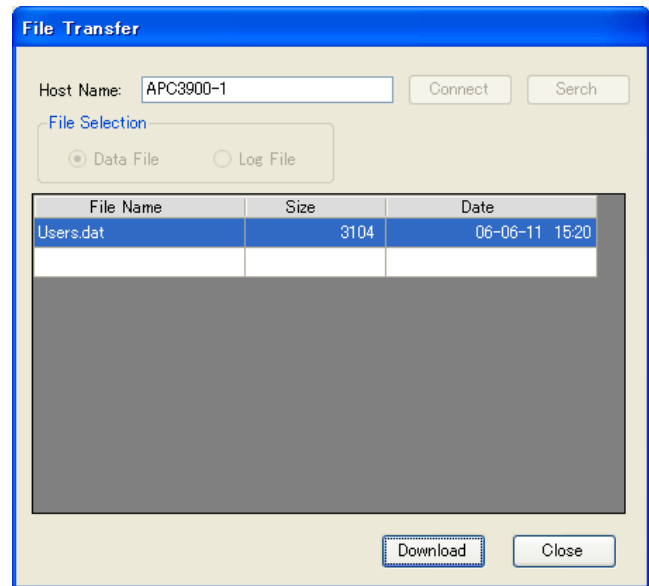 File Transfer
Host Name: APC3900-1 Connect Serch
File Selection
Data File Log File
File Name Size Date
Users.dat 3104 06-06-11 15:20
Download Close